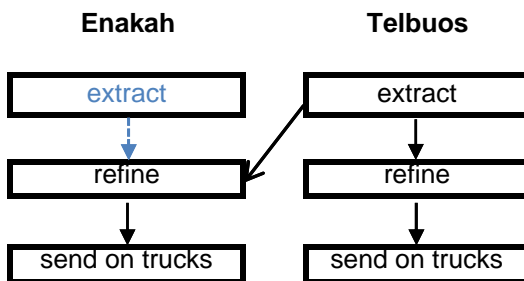 Enakah Telbuos
extract extract
refine refine
send on trucks send on trucks